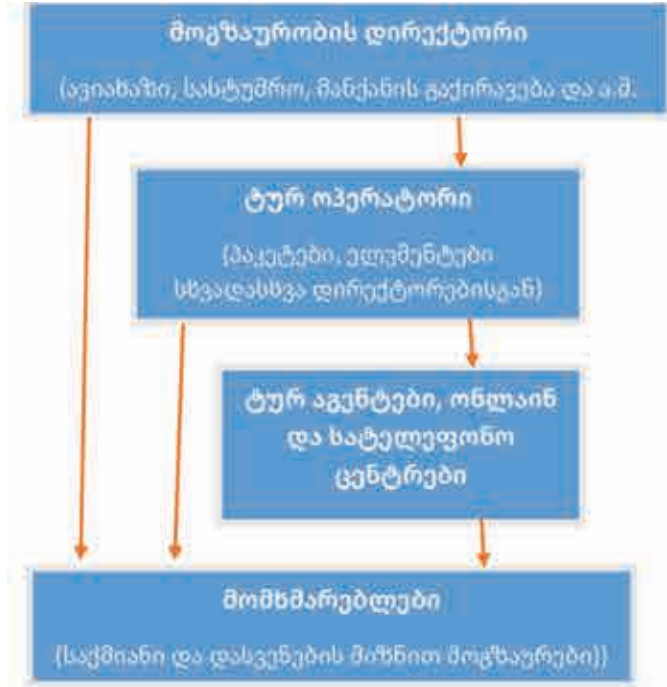 მოგზაურობის დირექტორი
(ავიახაზი, სასტუმრო, მანქანის გაქირავება და ა.შ.
ტურ ოპერატორი
(პაკეტები, ელემენტები
სხვადასხვა დირექტორებისგან)
ტურ აგენტები, ონლაინ
და სატელეფონო
ცენტრები
მომხმარებლები
(საქმიანი და დასვენების მიზნით მოგზაურები))